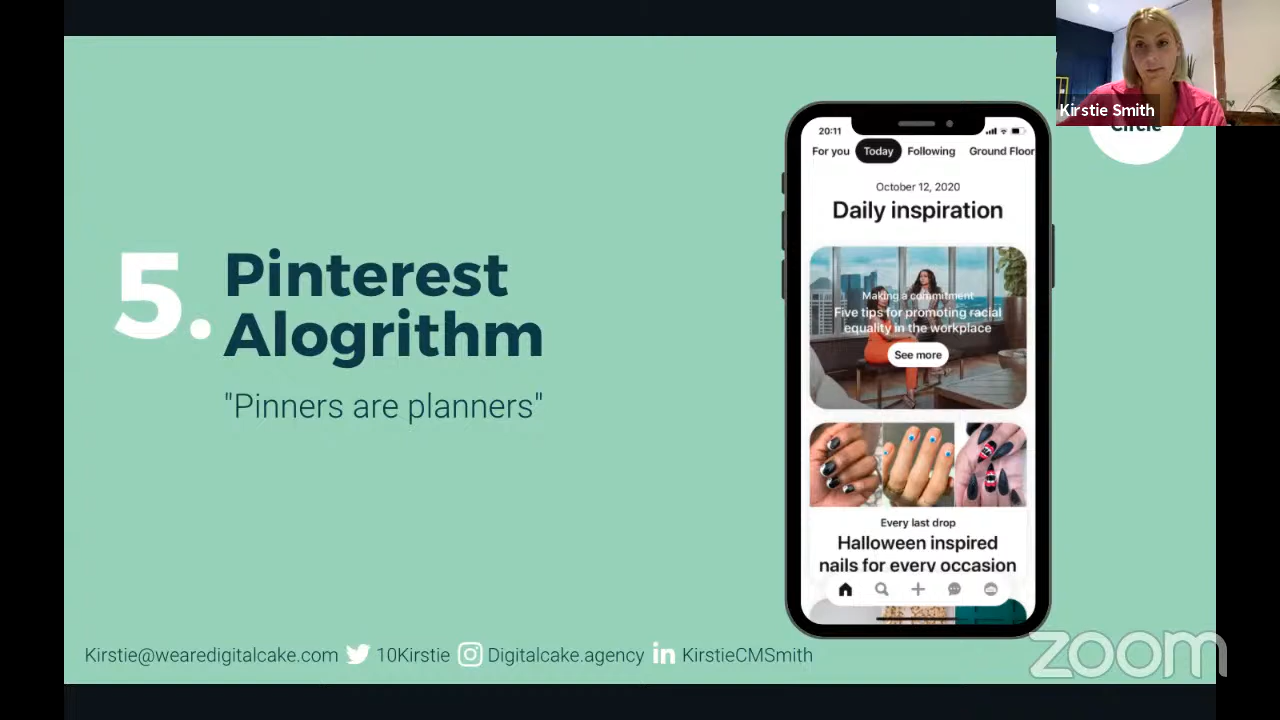 Kirstie Smith
Circle
20:11
For you Today Following Ground Floor
October 12, 2020
Daily inspiration
5. Pinterest
Alogrithm
"Pinners are planners"
Making a commitment
Five tips for promoting racial
equality in the workplace
See more
Every last drop
Halloween inspired
nails for every occasion
Kirstie@wearedigitalcake.com 10Kirstie Digitalcake.agency in KirstieCMSmith
zoom